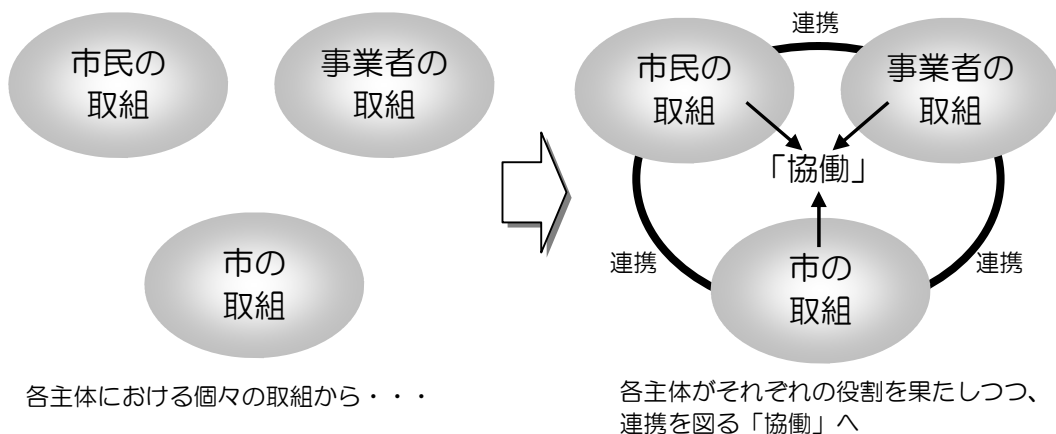 市民の
取組
事業者の
取組
市の
取組
各主体における個々の取組から・・・
連携
市民の
取組
事業者の
取組
「協働」
連携
連携
市の
取組
各主体がそれぞれの役割を果たしつつ、
連携を図る「協働」へ